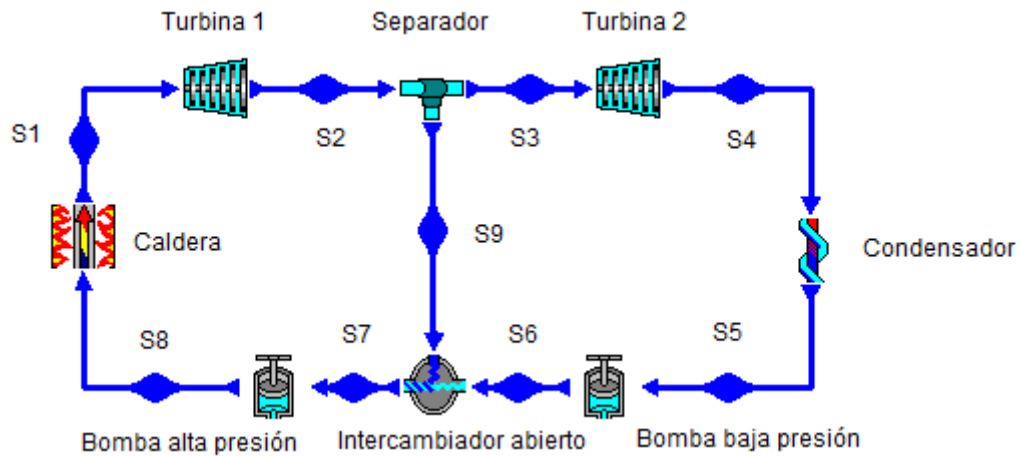 Turbina 1
Separador
Turbina 2
S1
S2
S3
S4
S9
Caldera
Condensador
S8
S7
S6
S5
Bomba alta presión
Intercambiador abierto
Bomba baja presión